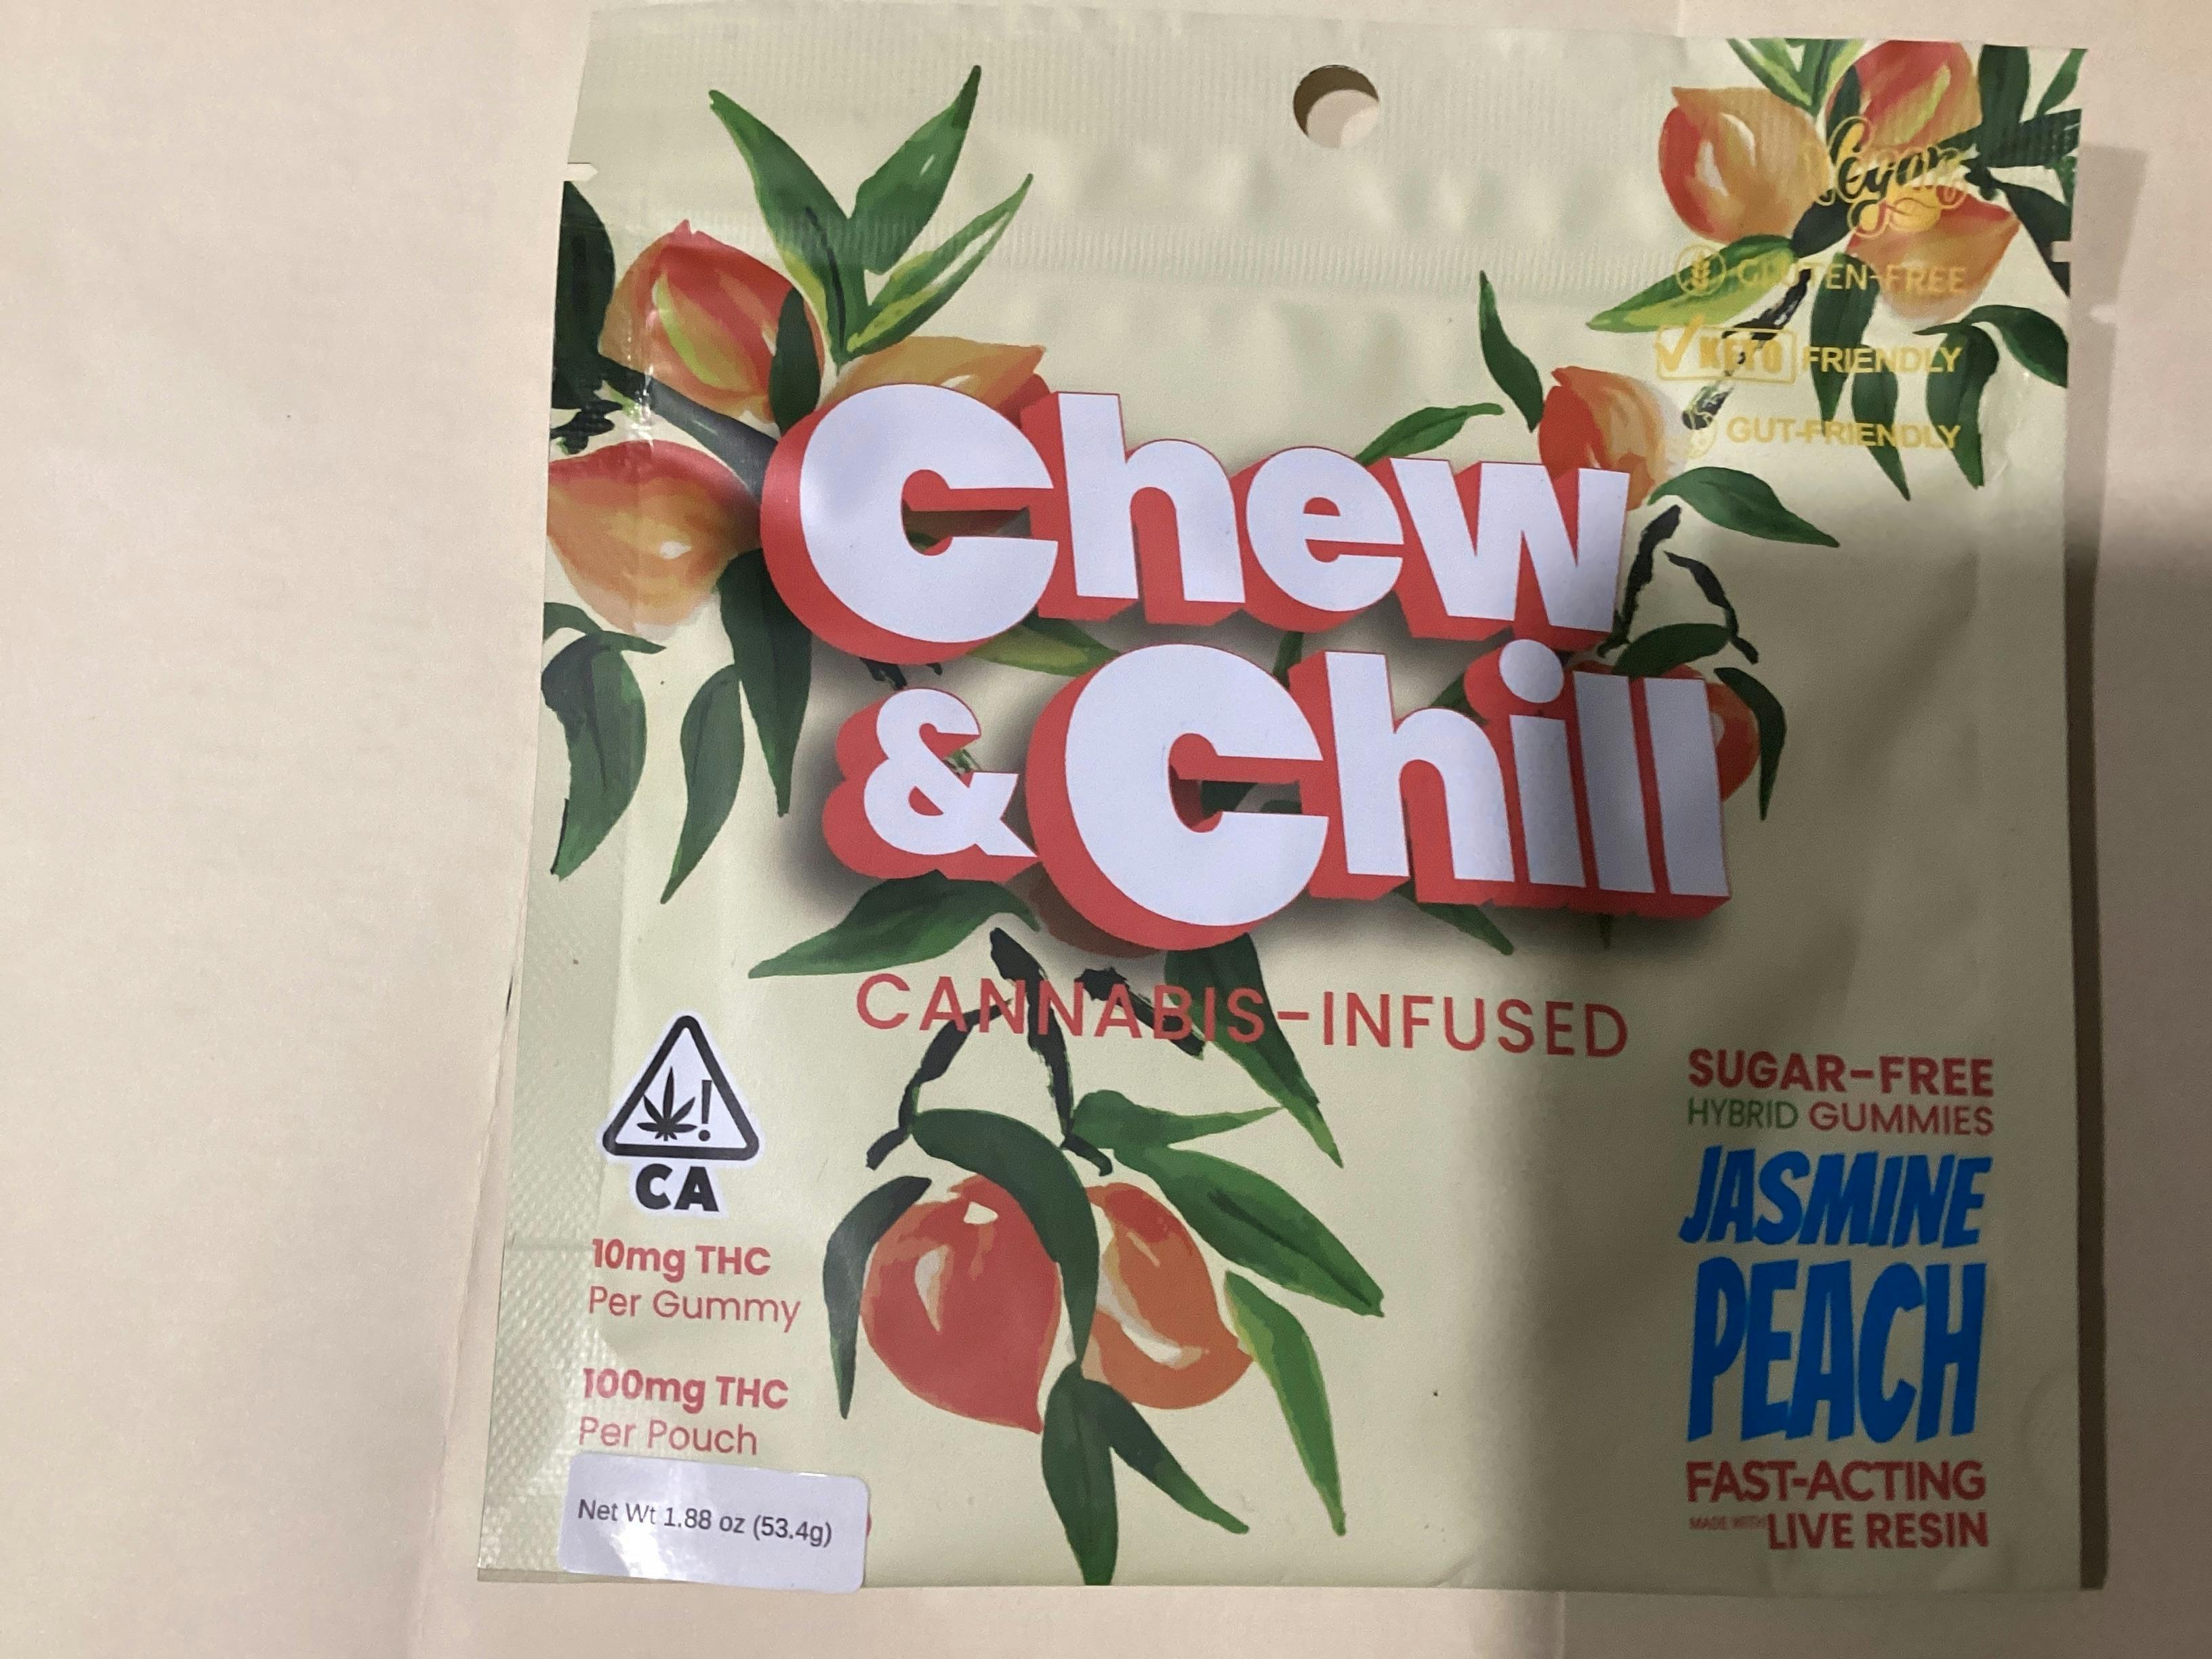 Vegan
GLUTEN-FREE
KETO FRIENDLY
GUT-FRIENDLY
Chew
& Chill
CANNABIS-INFUSED
CA
10mg THC
Per Gummy
100mg THC
Per Pouch
Net Wt 1.88 oz (53.4g)
SUGAR-FREE
HYBRID GUMMIES
JASMINE
PEACH
FAST-ACTING
MADE WITH LIVE RESIN